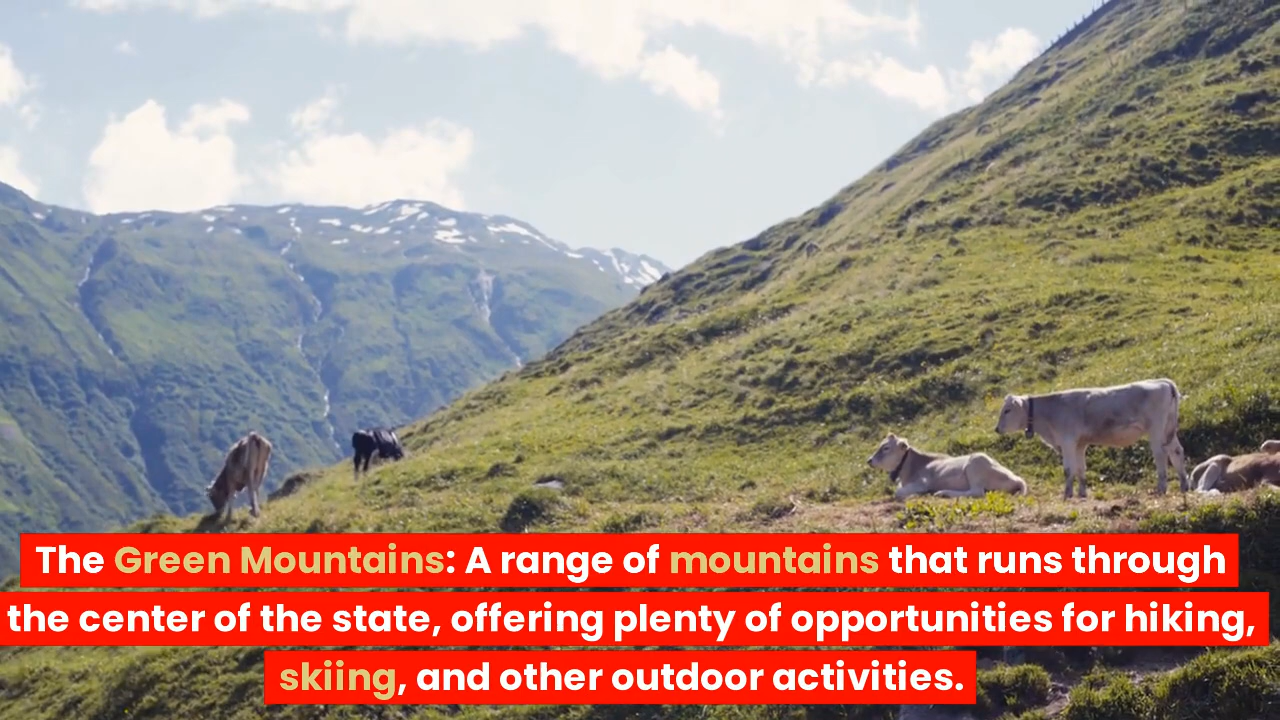 The Green Mountains: A range of mountains that runs through
the center of the state, offering plenty of opportunities for hiking,
skiing, and other outdoor activities.